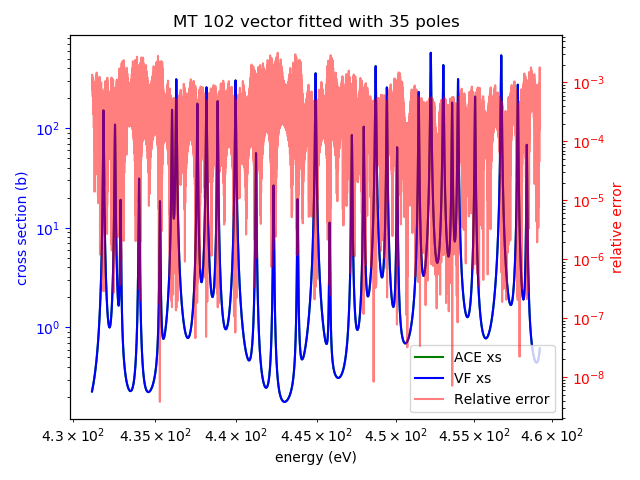 MT 102 vector fitted with 35 poles
cross section (b)
10² 10¹ 10⁰
10⁻³ 10⁻⁴ 10⁻⁵ 10⁻⁶ 10⁻⁷ 10⁻⁸
relative error
ACE xs
VF xs
Relative error
4.3 × 10² 4.35 × 10² 4.4 × 10² 4.45 × 10² 4.5 × 10² 4.55 × 10² 4.6 × 10²
energy (eV)